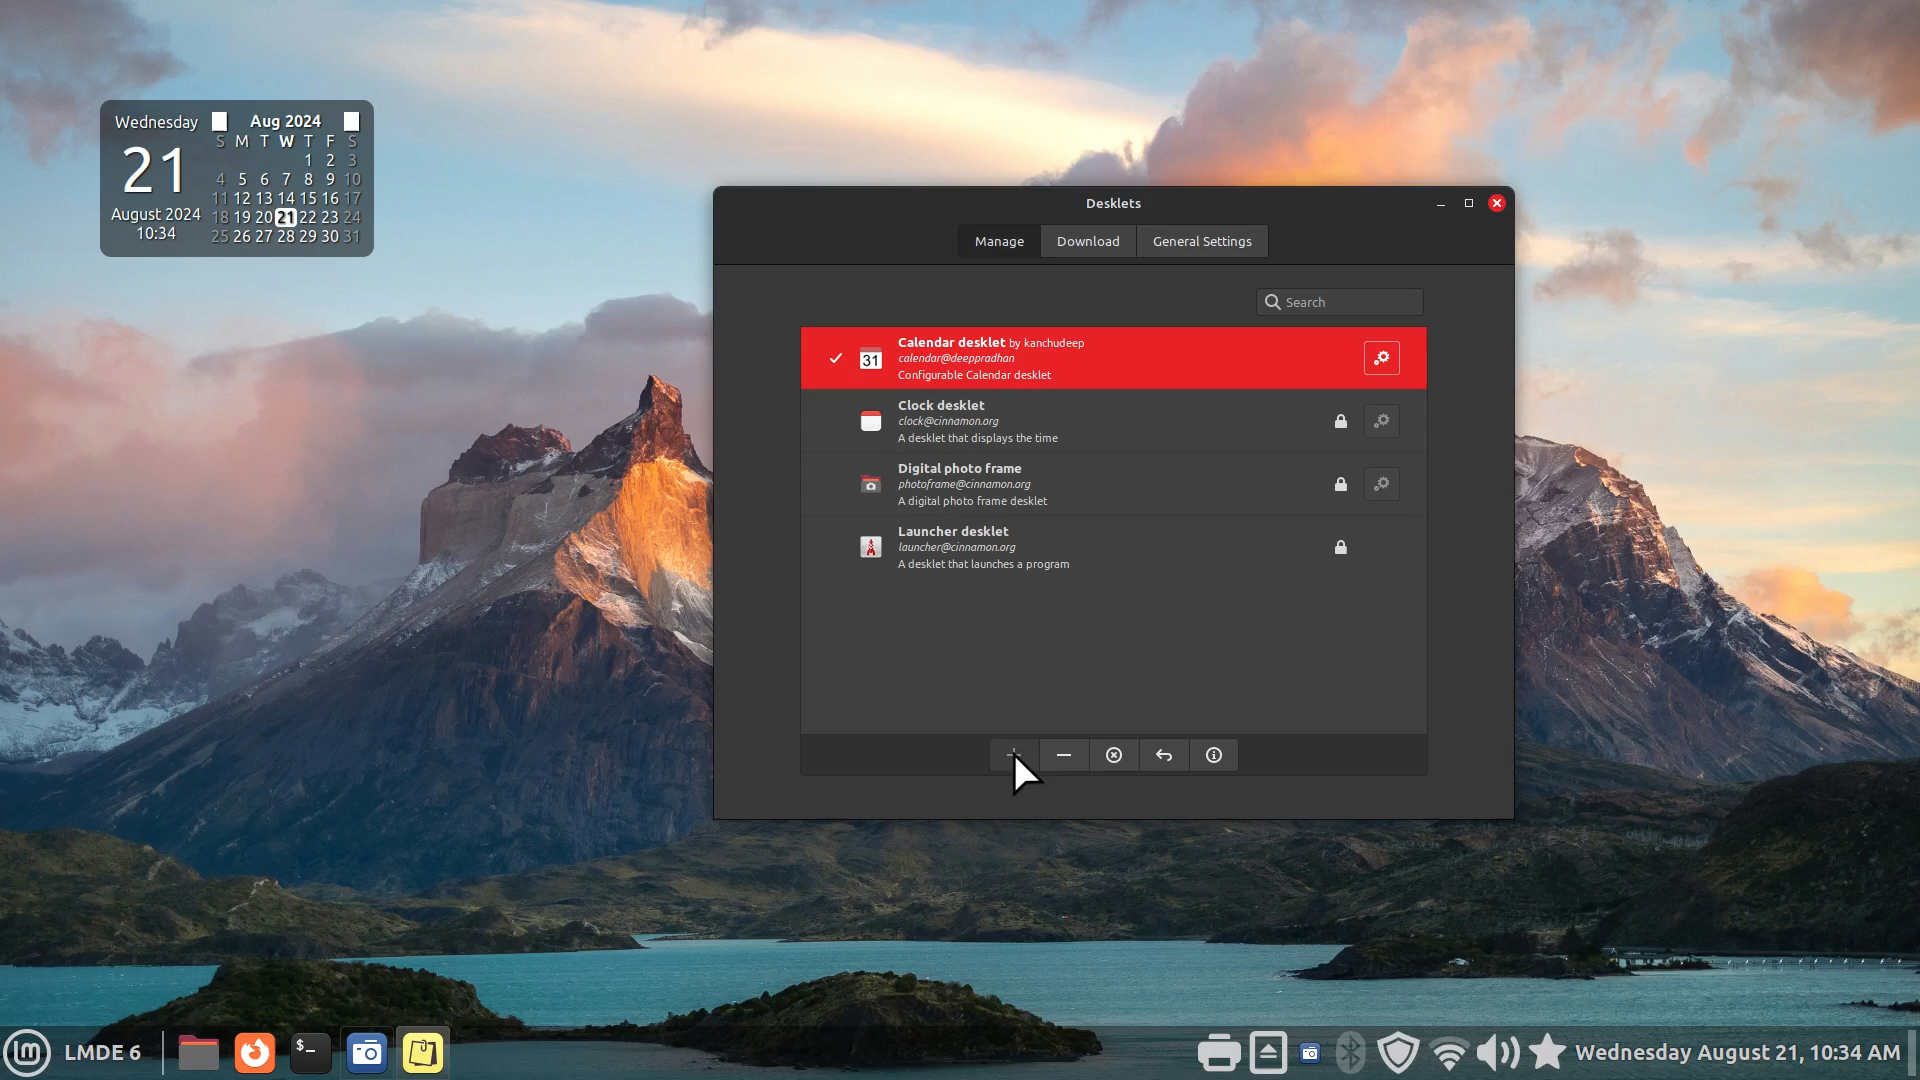 Wednesday
21
August 2024
10:34
Aug 2024
S M T W T F S
1 2 3
4 5 6 7 8 9 10
11 12 13 14 15 16 17
18 19 20 21 22 23 24
25 26 27 28 29 30 31
Desklets
Manage Download General Settings
Search
31
Calendar desklet by kanchudeep
calendar@deeppradhan
Configurable Calendar desklet
Clock desklet
clock@cinnamon.org
A desklet that displays the time
Digital photo frame
photoframe@cinnamon.org
A digital photo frame desklet
Launcher desklet
launcher@cinnamon.org
A desklet that launches a program
LMDE 6
$_
Wednesday August 21, 10:34 AM